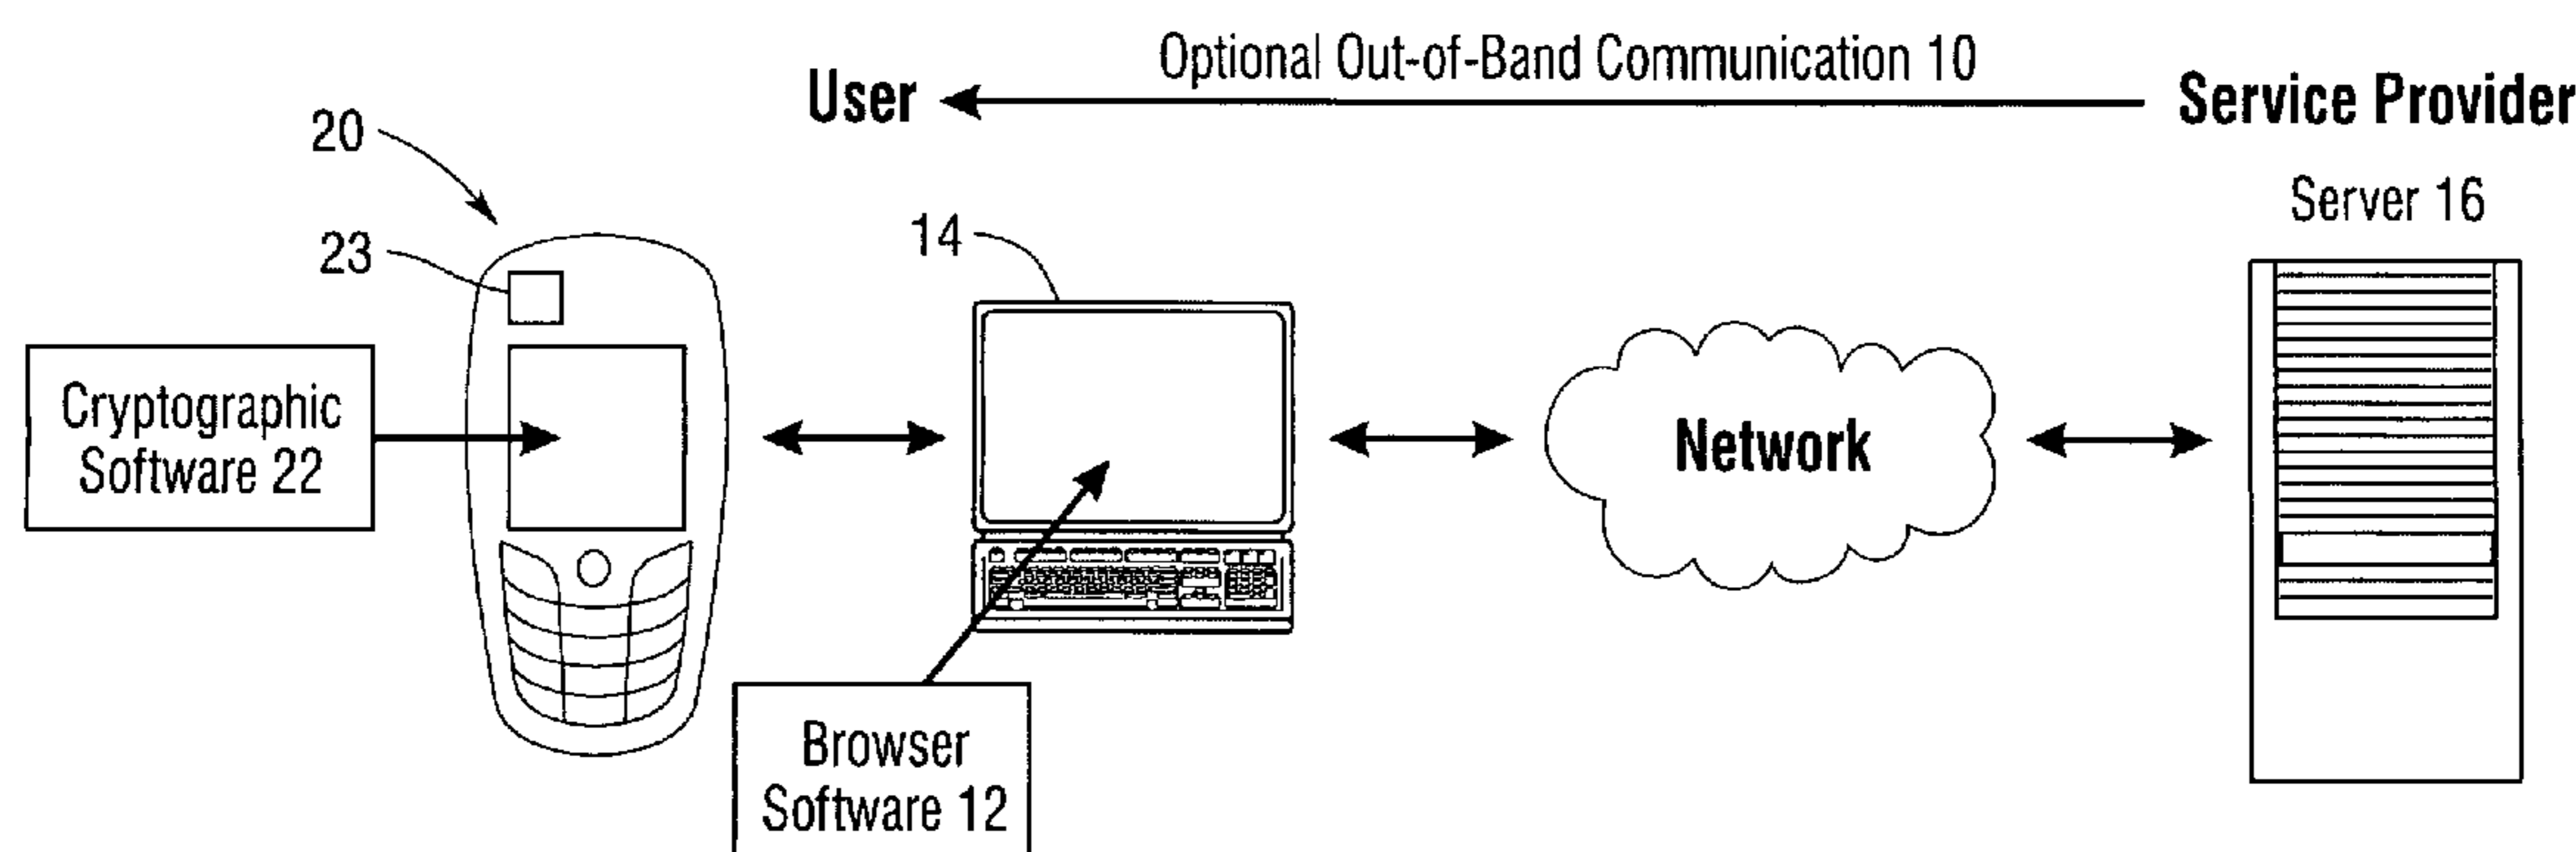 Optional Out-of-Band Communication 10
User
Service Provider
20
Server 16
23
14
Cryptographic
Software 22
Network
Browser
Software 12